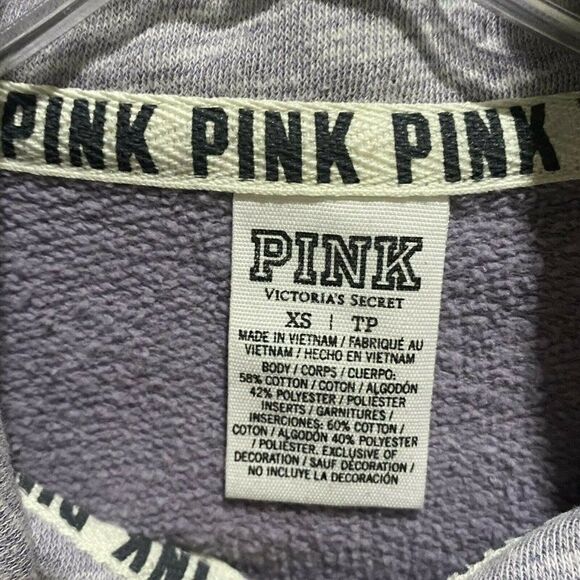 PINK PINK PINK
PINK
VICTORIA'S SECRET
XS | TP
MADE IN VIETNAM / FABRIQUÉ AU
VIETNAM / HECHO EN VIETNAM
BODY / CORPS / CUERPO:
58% COTTON / COTON / ALGODÓN
42% POLYESTER / POLIÉSTER
INSERTS / GARNITURES /
INSERCIONES: 60% COTTON /
COTON / ALGODÓN 40% POLYESTER
/ POLIÉSTER. EXCLUSIVE OF
DECORATION / SAUF DÉCORATION /
NO INCLUYE LA DECORACIÓN